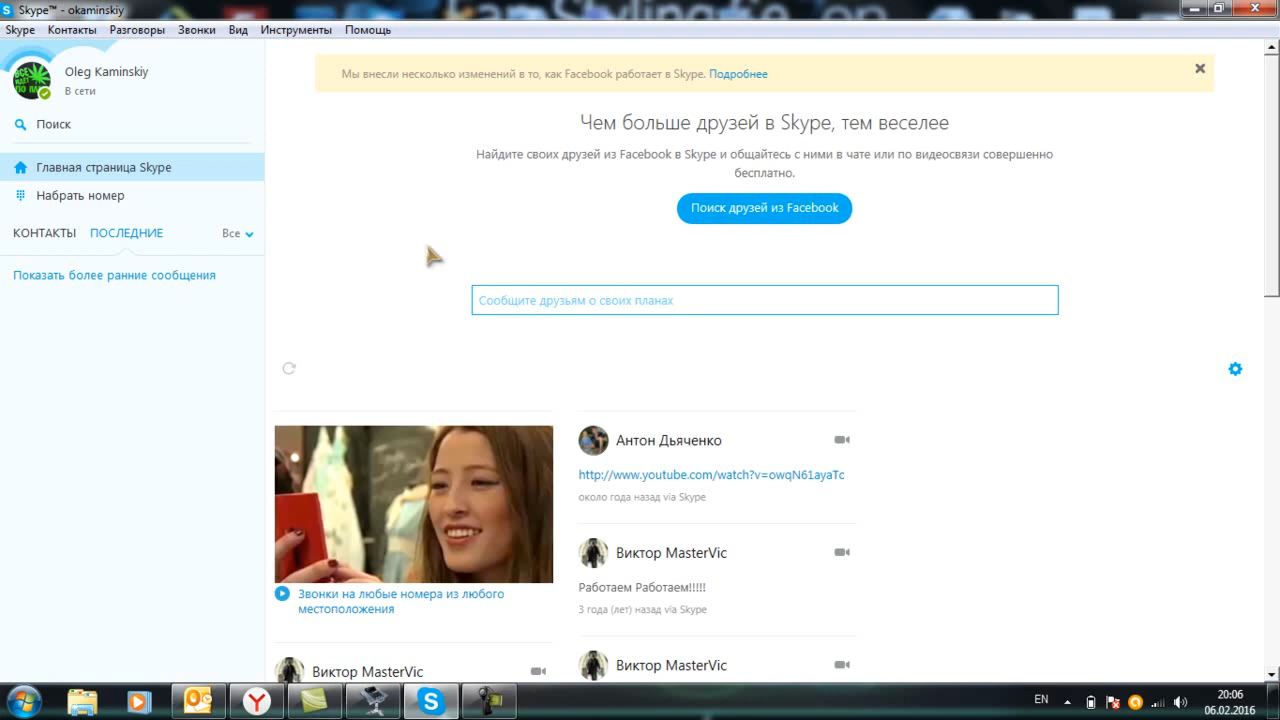 Skype™ - okaminskiy
Skype Контакты Разговоры Звонки Вид Инструменты Помощь
Oleg Kaminskiy
В сети
Поиск
Главная страница Skype
Набрать номер
КОНТАКТЫ ПОСЛЕДНИЕ Все
Показать более ранние сообщения
Мы внесли несколько изменений в то, как Facebook работает в Skype. Подробнее
Чем больше друзей в Skype, тем веселее
Найдите своих друзей из Facebook в Skype и общайтесь с ними в чате или по видеосвязи совершенно
бесплатно.
Поиск друзей из Facebook
Сообщите друзьям о своих планах
Звонки на любые номера из любого
местоположения
Виктор MasterVic
Антон Дьяченко
http://www.youtube.com/watch?v=owqN61ayaTc
около года назад via Skype
Виктор MasterVic
Работаем Работаем!!!!!
3 года (лет) назад via Skype
Виктор MasterVic
EN
20:06
06.02.2016